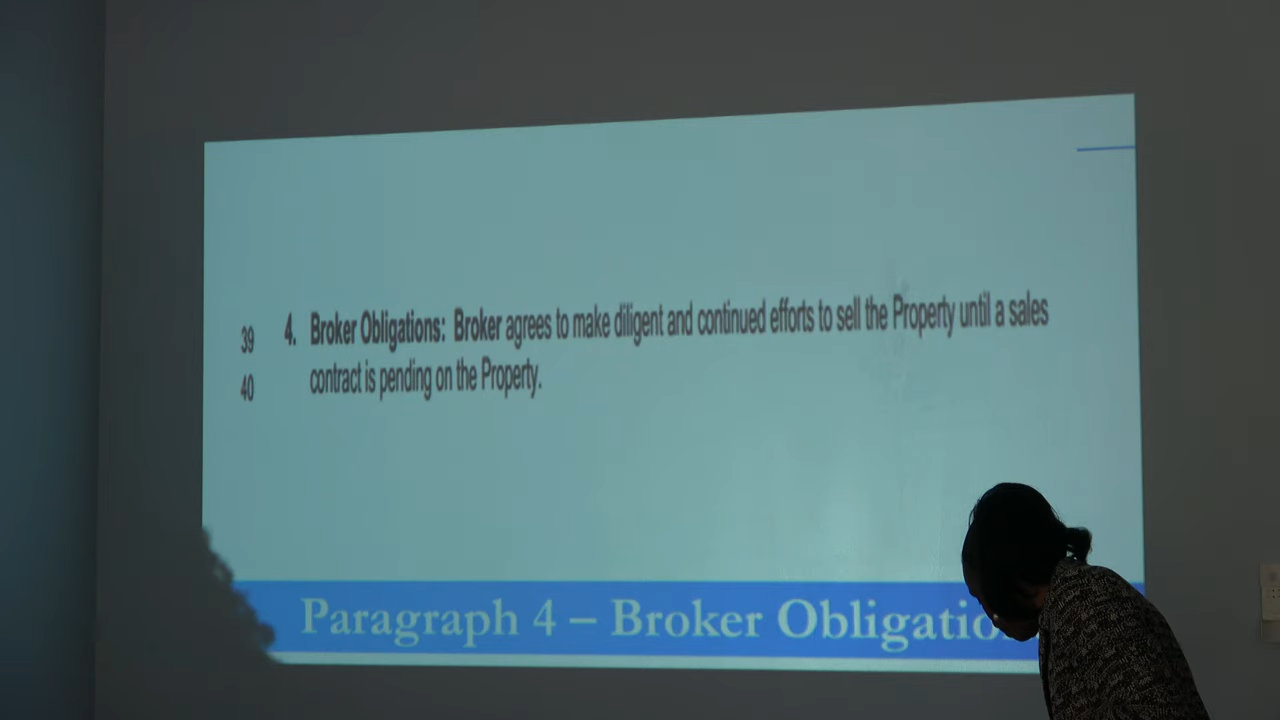 39 4. Broker Obligations: Broker agrees to make diligent and continued efforts to sell the Property until a sales
40 contract is pending on the Property.
Paragraph 4 – Broker Obligatio